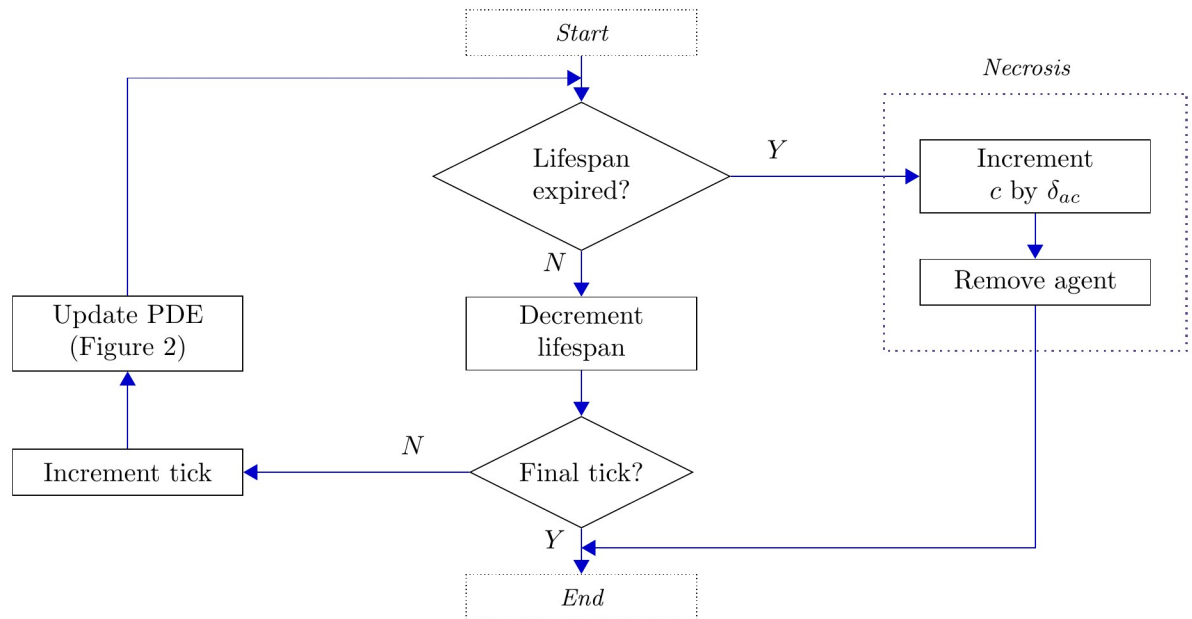 Start
Necrosis
Lifespan
expired?
Y
Increment
c by δac
N
Remove agent
Decrement
lifespan
Update PDE
(Figure 2)
N
Final tick?
Increment tick
Y
End